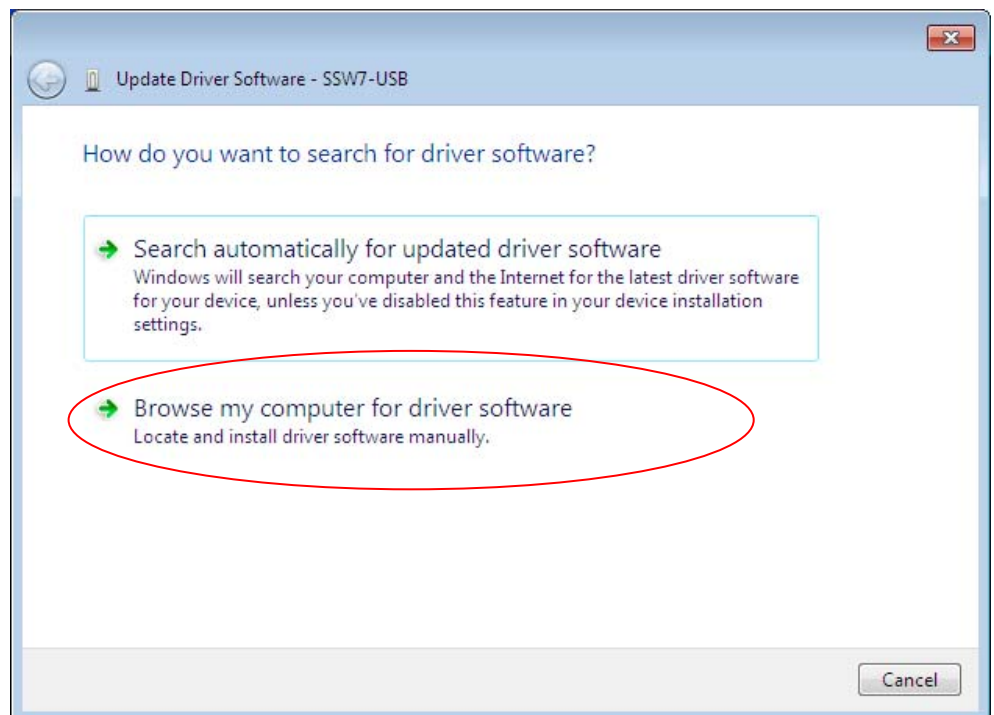 Update Driver Software - SSW7-USB
How do you want to search for driver software?
Search automatically for updated driver software
Windows will search your computer and the Internet for the latest driver software
for your device, unless you've disabled this feature in your device installation
settings.
Browse my computer for driver software
Locate and install driver software manually.
Cancel